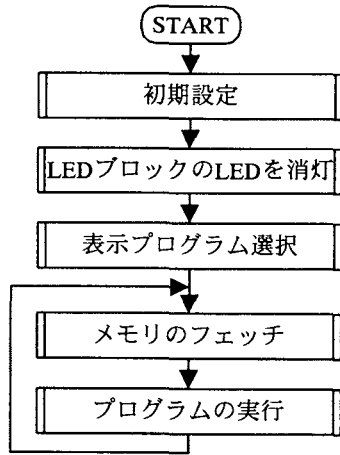 START
初期設定
LEDブロックのLEDを消灯
表示プログラム選択
メモリのフェッチ
プログラムの実行